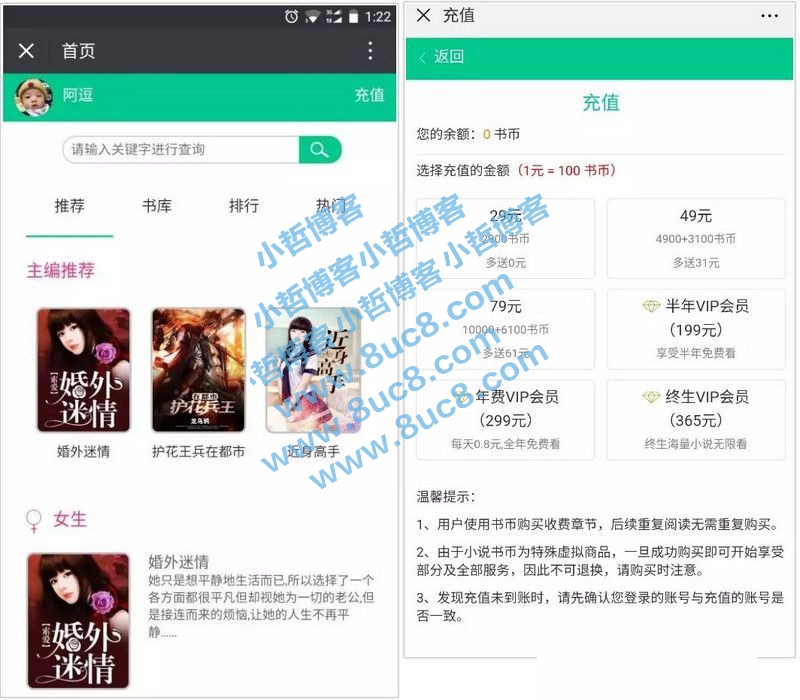 1:22
首页
阿逗
充值
请输入关键字进行查询
推荐
书库
排行
热门
主编推荐
婚外迷情
【索爱】
护花兵王
在都市
近身高手
婚外迷情
护花王兵在都市
近身高手
女生
婚外迷情
【索爱】
婚外迷情
她只是想平静地生活而已,所以选择了一个
各方面都很平凡但却视她为一切的老公,但
是接连而来的烦恼,让她的人生不再平
静......
充值
返回
充值
您的余额：0 书币
选择充值的金额（1元 = 100 书币）
29元
2900书币
多送0元
49元
4900+3100书币
多送31元
79元
10000+6100书币
多送61元
半年VIP会员
（199元）
享受半年免费看
年费VIP会员
（299元）
每天0.8元,全年免费看
终生VIP会员
（365元）
终生海量小说无限看
温馨提示：
1、用户使用书币购买收费章节，后续重复阅读无需重复购买。
2、由于小说书币为特殊虚拟商品，一旦成功购买即可开始享受
部分及全部服务，因此不可退换，请购买时注意。
3、发现充值未到账时，请先确认您登录的账号与充值的账号是
否一致。
小哲博客小哲博客小哲博客
小哲博客小哲博客小哲博客
www.8uc8.com
www.8uc8.com
www.8uc8.com